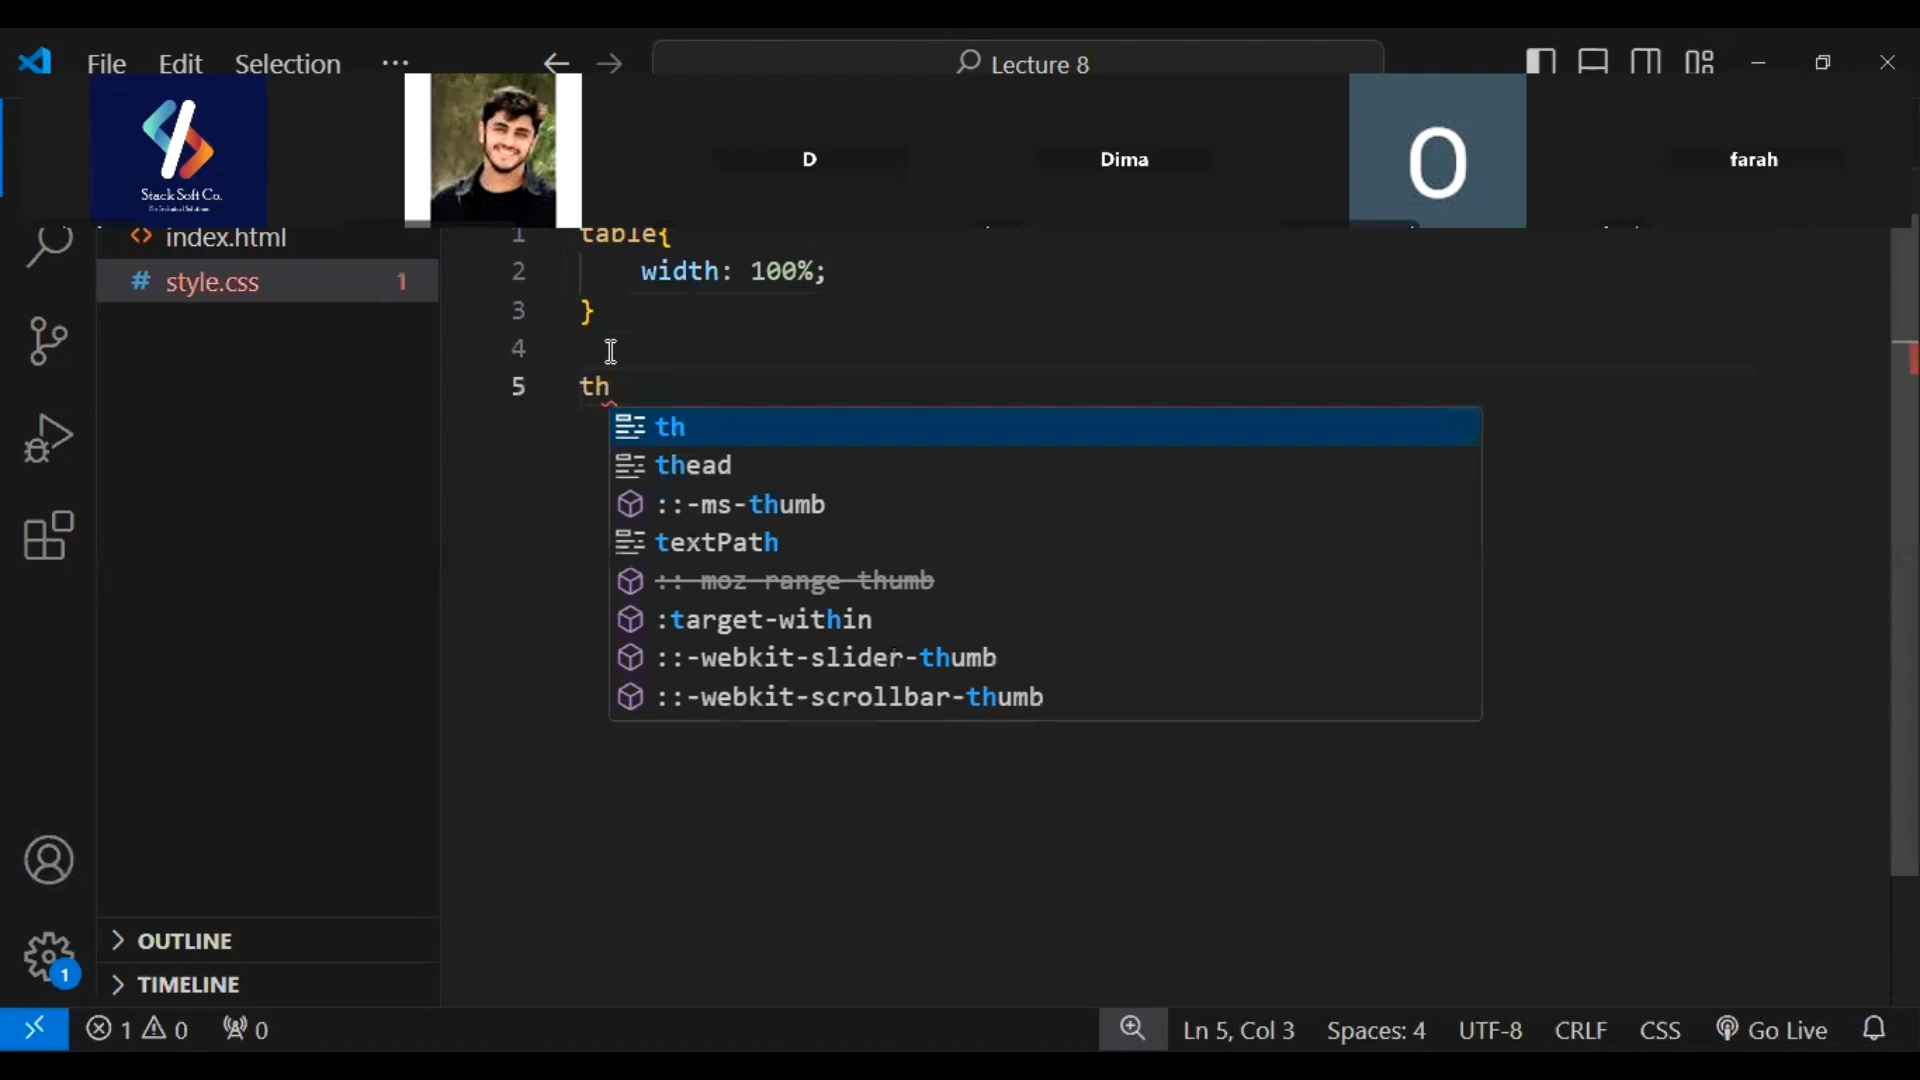 File Edit Selection ...
Lecture 8
Stack Soft Co.
D
Dima
O
farah
index.html
style.css 1
1 table{
2 width: 100%;
3 }
4
5 th
th
thead
::-ms-thumb
textPath
::-moz-range-thumb
:target-within
::-webkit-slider-thumb
::-webkit-scrollbar-thumb
OUTLINE
TIMELINE
1
1 0 0
Ln 5, Col 3 Spaces: 4 UTF-8 CRLF CSS Go Live